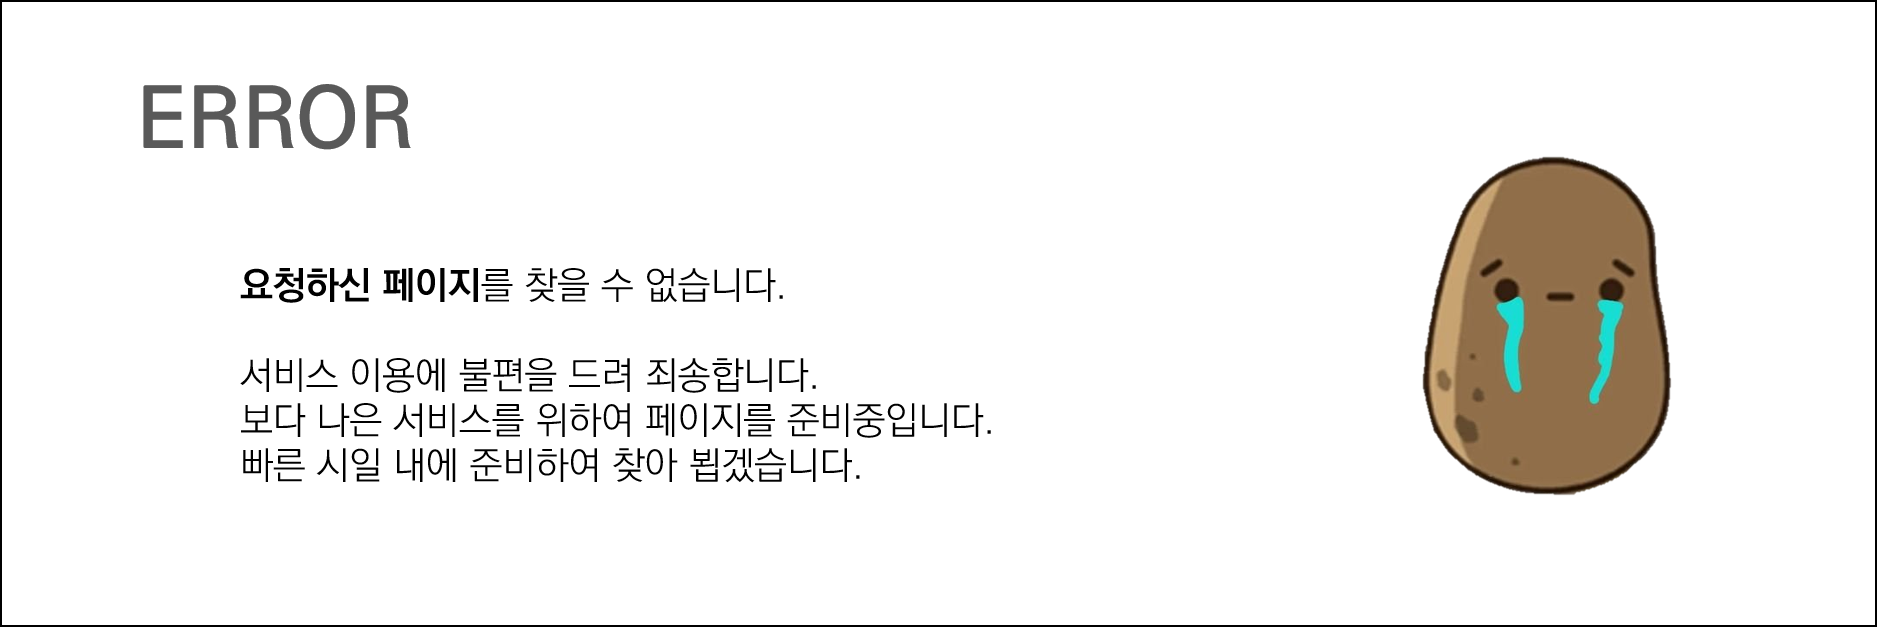 ERROR
요청하신 페이지를 찾을 수 없습니다.
서비스 이용에 불편을 드려 죄송합니다.
보다 나은 서비스를 위하여 페이지를 준비중입니다.
빠른 시일 내에 준비하여 찾아 뵙겠습니다.